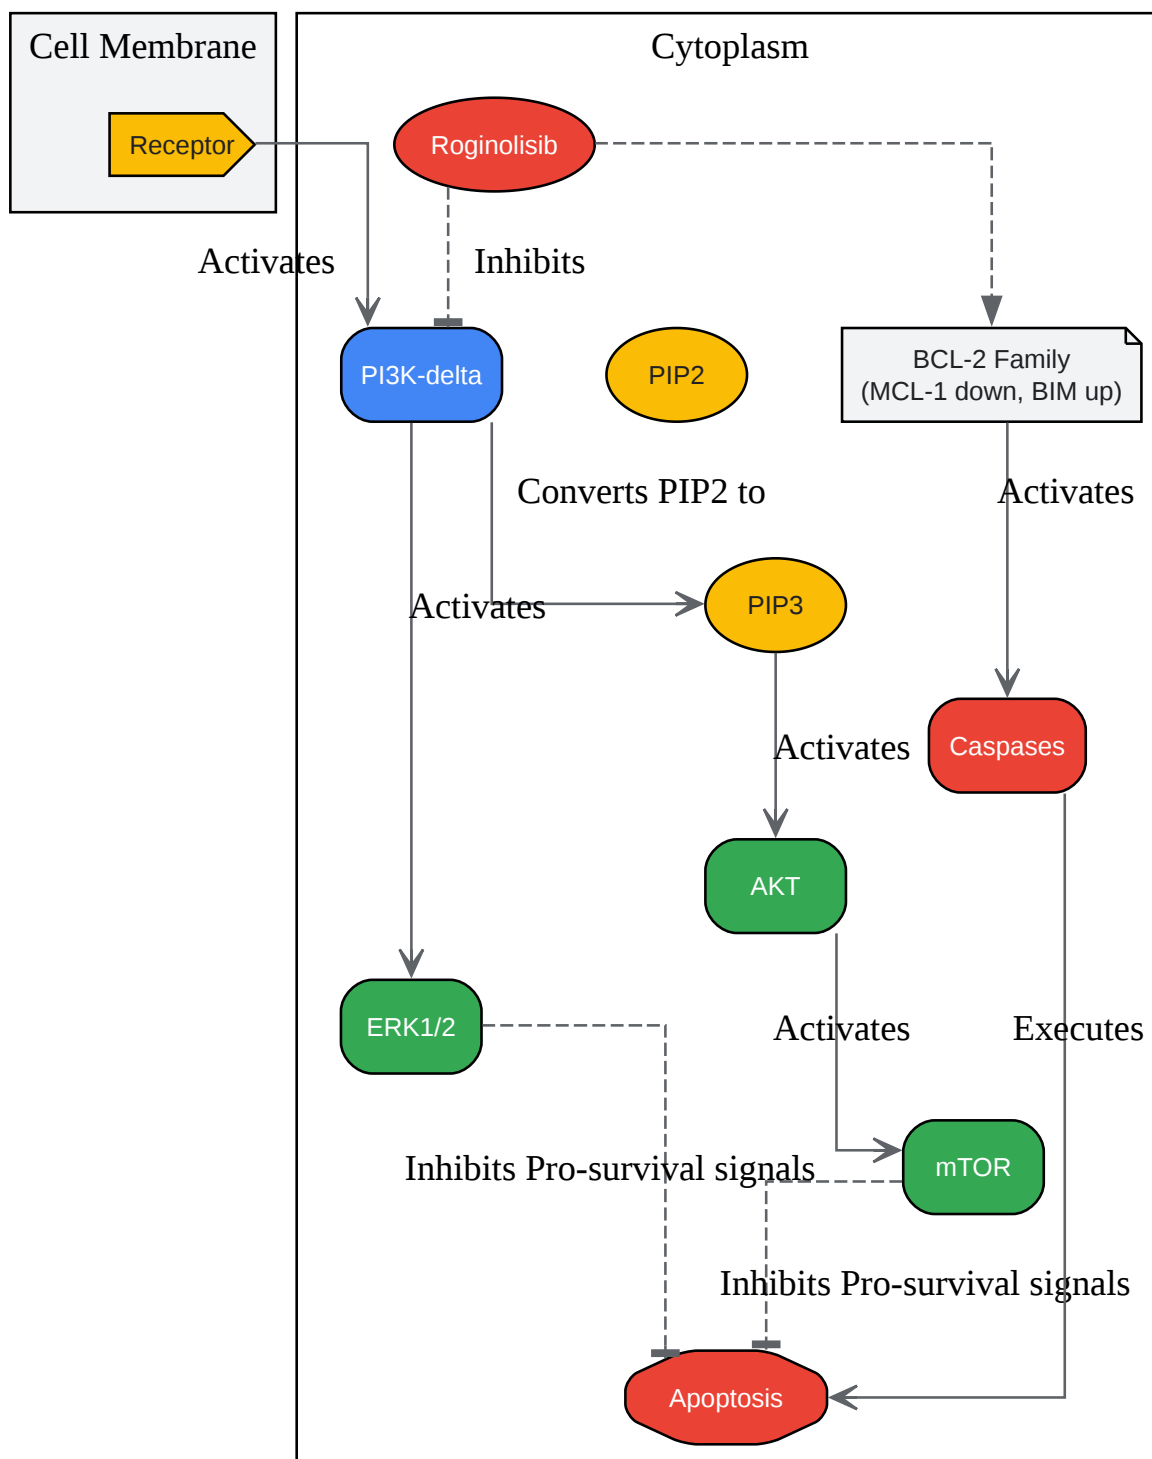 Cell Membrane
Cytoplasm
Receptor
Roginolisib
Activates
Inhibits
PI3K-delta
PIP2
BCL-2 Family
(MCL-1 down, BIM up)
Converts PIP2 to
Activates
Activates
PIP3
Activates
Caspases
AKT
ERK1/2
Activates
Executes
Inhibits Pro-survival signals
mTOR
Inhibits Pro-survival signals
Apoptosis